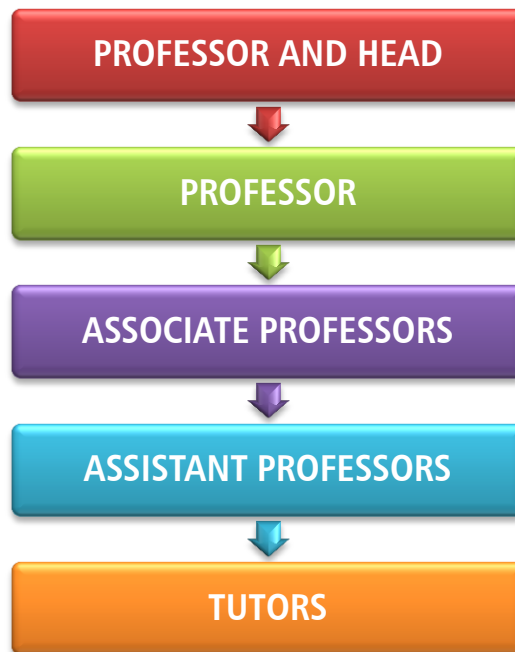 PROFESSOR AND HEAD
PROFESSOR
ASSOCIATE PROFESSORS
ASSISTANT PROFESSORS
TUTORS